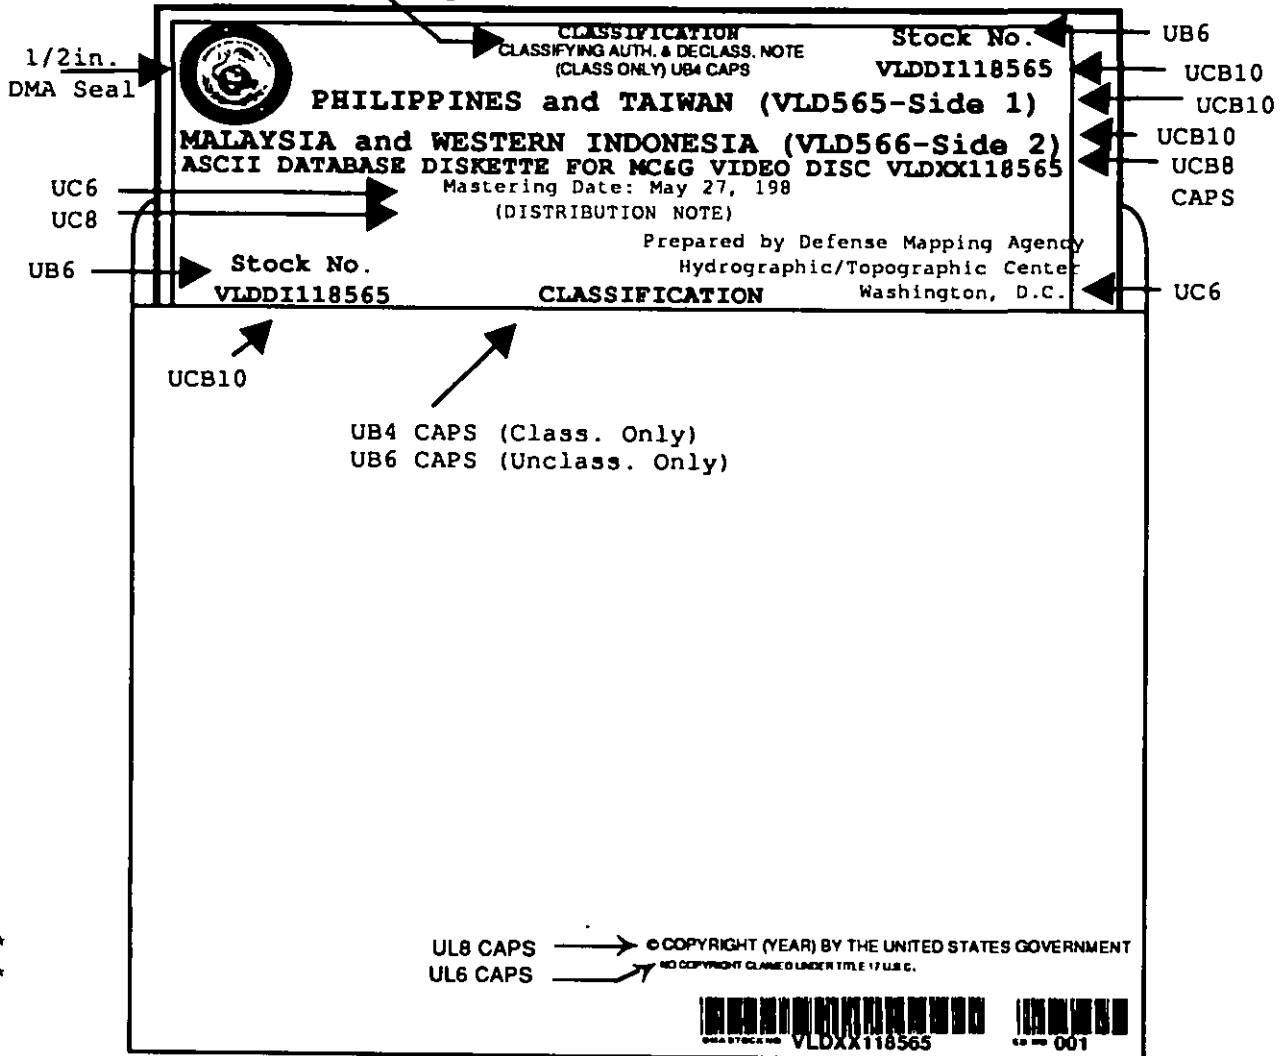 CLASSIFICATION
CLASSIFYING AUTH. & DECLASS. NOTE
(CLASS ONLY) UB4 CAPS
Stock No.
UB6
1/2in.
DMA Seal
VLDDI118565
UCB10
PHILIPPINES and TAIWAN (VLD565-Side 1)
UCB10
MALAYSIA and WESTERN INDONESIA (VLD566-Side 2)
UCB10
ASCII DATABASE DISKETTE FOR MC&G VIDEO DISC VLDXX118565
UCB8
CAPS
UC6
Mastering Date: May 27, 198
UC8
(DISTRIBUTION NOTE)
Prepared by Defense Mapping Agency
Hydrographic/Topographic Center
Washington, D.C.
UC6
UB6
Stock No.
VLDDI118565
CLASSIFICATION
UCB10
UB4 CAPS (Class. Only)
UB6 CAPS (Unclass. Only)
UL8 CAPS
© COPYRIGHT (YEAR) BY THE UNITED STATES GOVERNMENT
UL6 CAPS
NO COPYRIGHT CLAIMED UNDER TITLE 17 U.S.C.
VLDXX118565
001